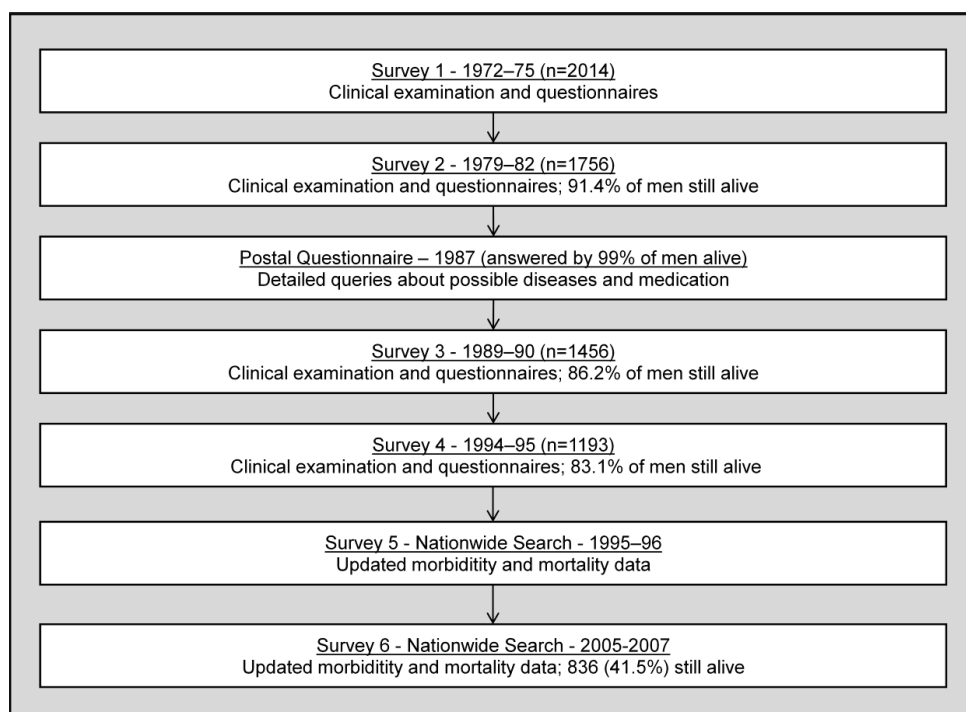 Survey 1 - 1972–75 (n=2014)
Clinical examination and questionnaires
Survey 2 - 1979–82 (n=1756)
Clinical examination and questionnaires; 91.4% of men still alive
Postal Questionnaire – 1987 (answered by 99% of men alive)
Detailed queries about possible diseases and medication
Survey 3 - 1989–90 (n=1456)
Clinical examination and questionnaires; 86.2% of men still alive
Survey 4 - 1994–95 (n=1193)
Clinical examination and questionnaires; 83.1% of men still alive
Survey 5 - Nationwide Search - 1995–96
Updated morbiditity and mortality data
Survey 6 - Nationwide Search - 2005-2007
Updated morbiditity and mortality data; 836 (41.5%) still alive